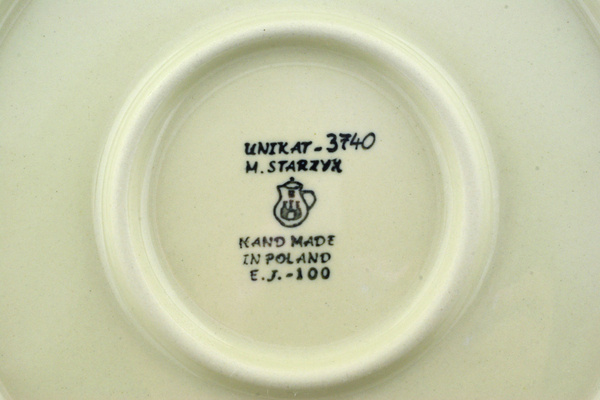 UNIKAT-3740
M. STARZYK
HAND MADE
IN POLAND
E.J.-100